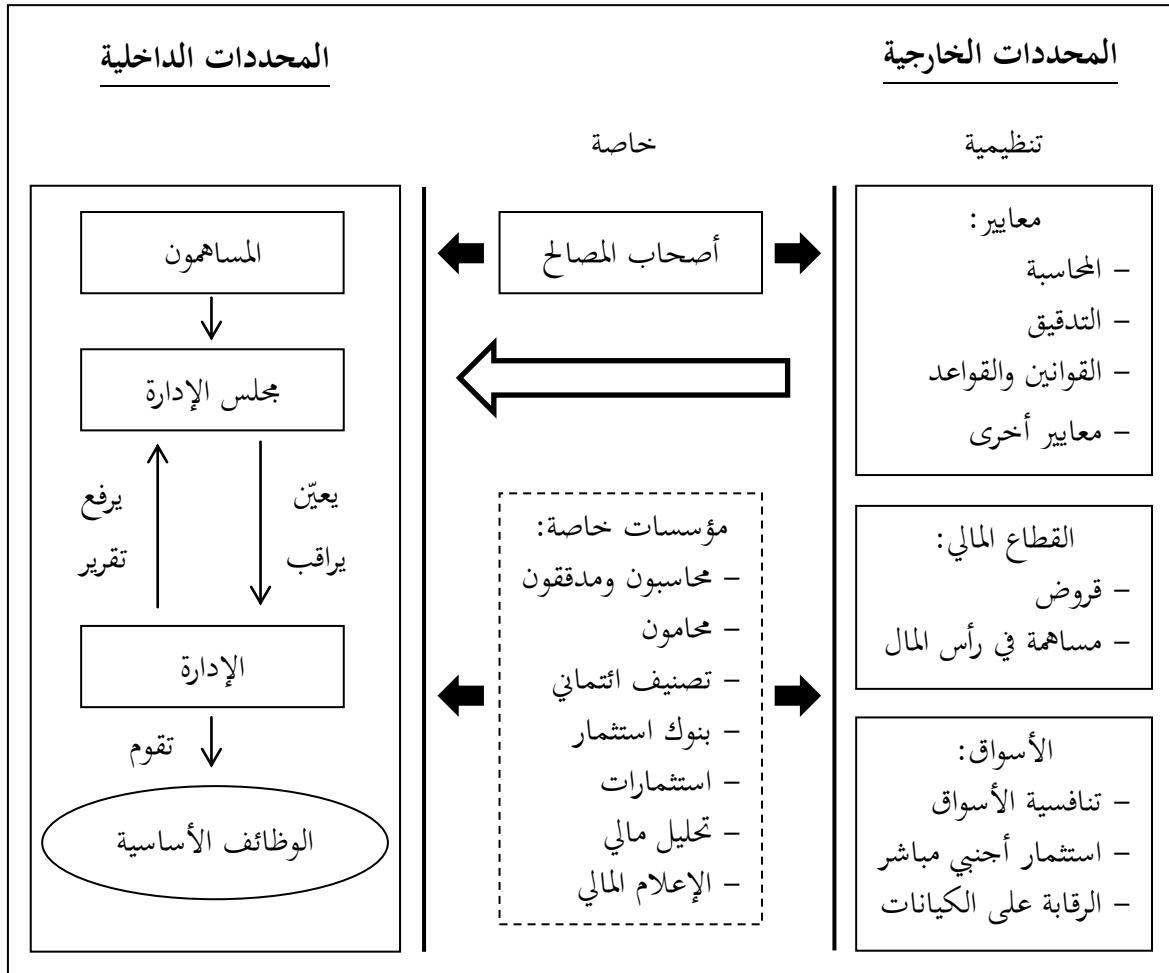 المحددات الخارجية
المحددات الداخلية
تنظيمية
خاصة
معايير:
– المحاسبة
– التدقيق
– القوانين والقواعد
– معايير أخرى
القطاع المالي:
– قروض
– مساهمة في رأس المال
الأسواق:
– تنافسية الأسواق
– استثمار أجنبي مباشر
– الرقابة على الكيانات
أصحاب المصالح
مؤسسات خاصة:
– محاسبون ومدققون
– محامون
– تصنيف ائتماني
– بنوك استثمار
– استثمارات
– تحليل مالي
– الإعلام المالي
المساهمون
مجلس الإدارة
يعيّن
يراقب
يرفع
تقرير
الإدارة
تقوم
الوظائف الأساسية